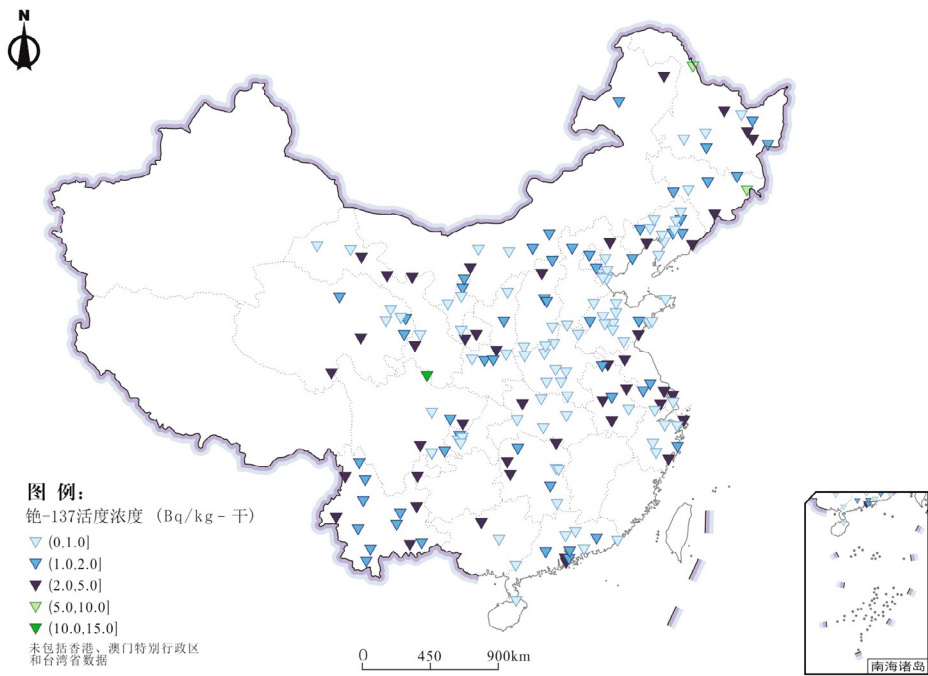 N
图 例：
铯-137活度浓度 (Bq/kg－干)
(0,1.0]
(1.0,2.0]
(2.0,5.0]
(5.0,10.0]
(10.0,15.0]
未包括香港、澳门特别行政区
和台湾省数据
0 450 900km
南海诸岛